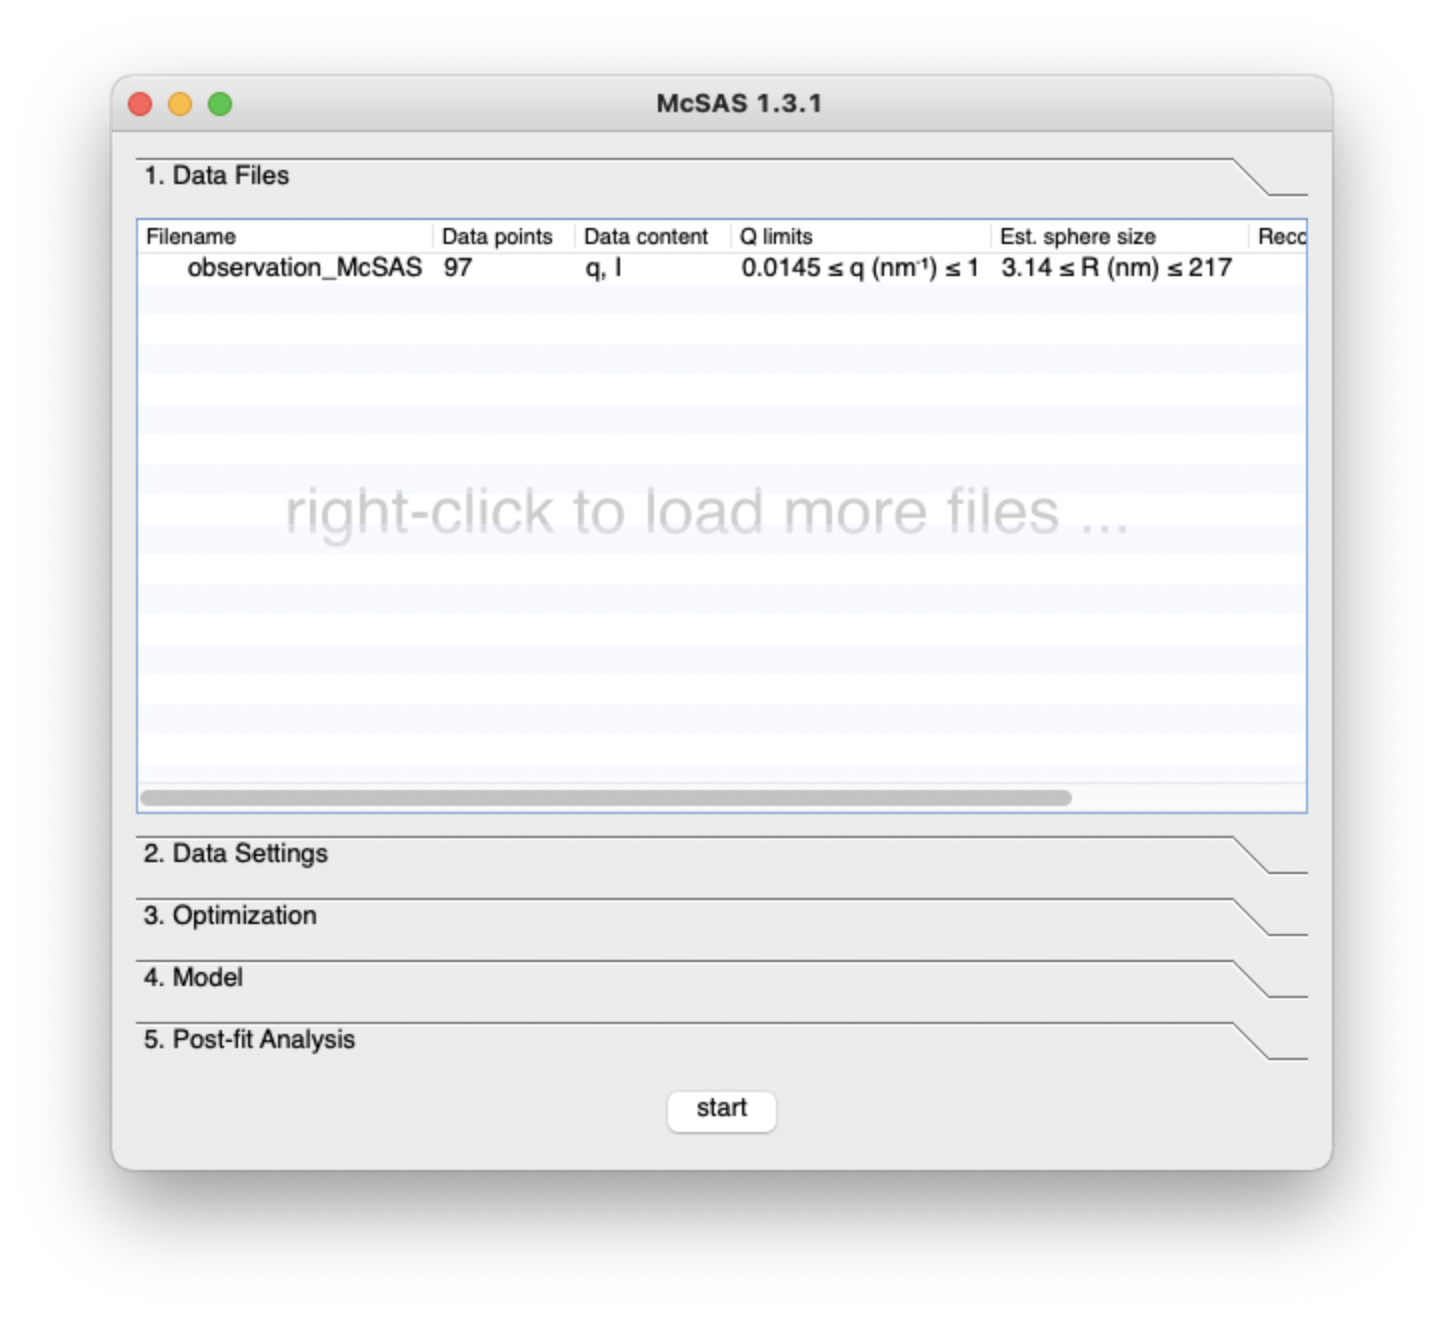 McSAS 1.3.1
1. Data Files
Filename Data points Data content Q limits Est. sphere size Recc
observation_McSAS 97 q, I 0.0145 ≤ q (nm⁻¹) ≤ 1 3.14 ≤ R (nm) ≤ 217
right-click to load more files ...
2. Data Settings
3. Optimization
4. Model
5. Post-fit Analysis
start